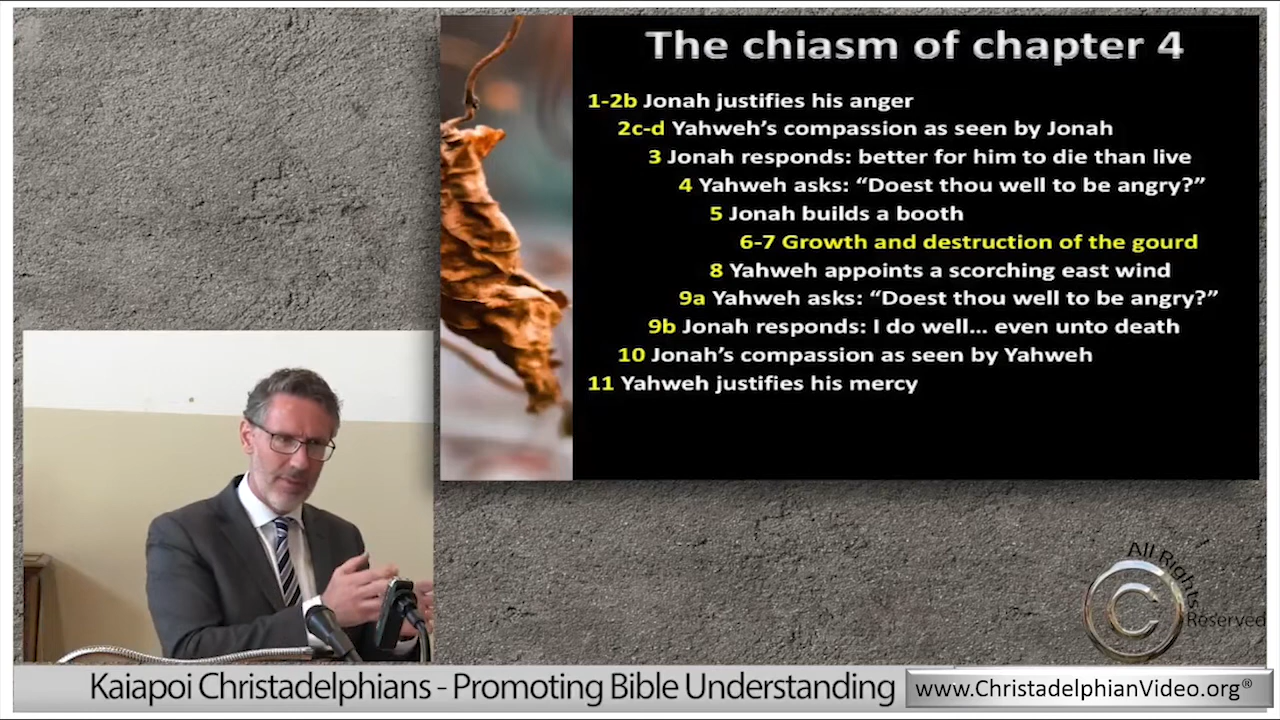 The chiasm of chapter 4
1-2b Jonah justifies his anger
2c-d Yahweh's compassion as seen by Jonah
3 Jonah responds: better for him to die than live
4 Yahweh asks: “Doest thou well to be angry?”
5 Jonah builds a booth
6-7 Growth and destruction of the gourd
8 Yahweh appoints a scorching east wind
9a Yahweh asks: “Doest thou well to be angry?”
9b Jonah responds: I do well... even unto death
10 Jonah's compassion as seen by Yahweh
11 Yahweh justifies his mercy
All Rights
©
Reserved
Kaiapoi Christadelphians - Promoting Bible Understanding
www.ChristadelphianVideo.org®